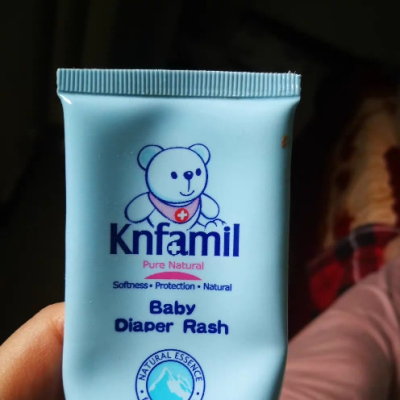 Knfamil
Pure Natural
Softness • Protection • Natural
Baby
Diaper Rash
NATURAL ESSENCE